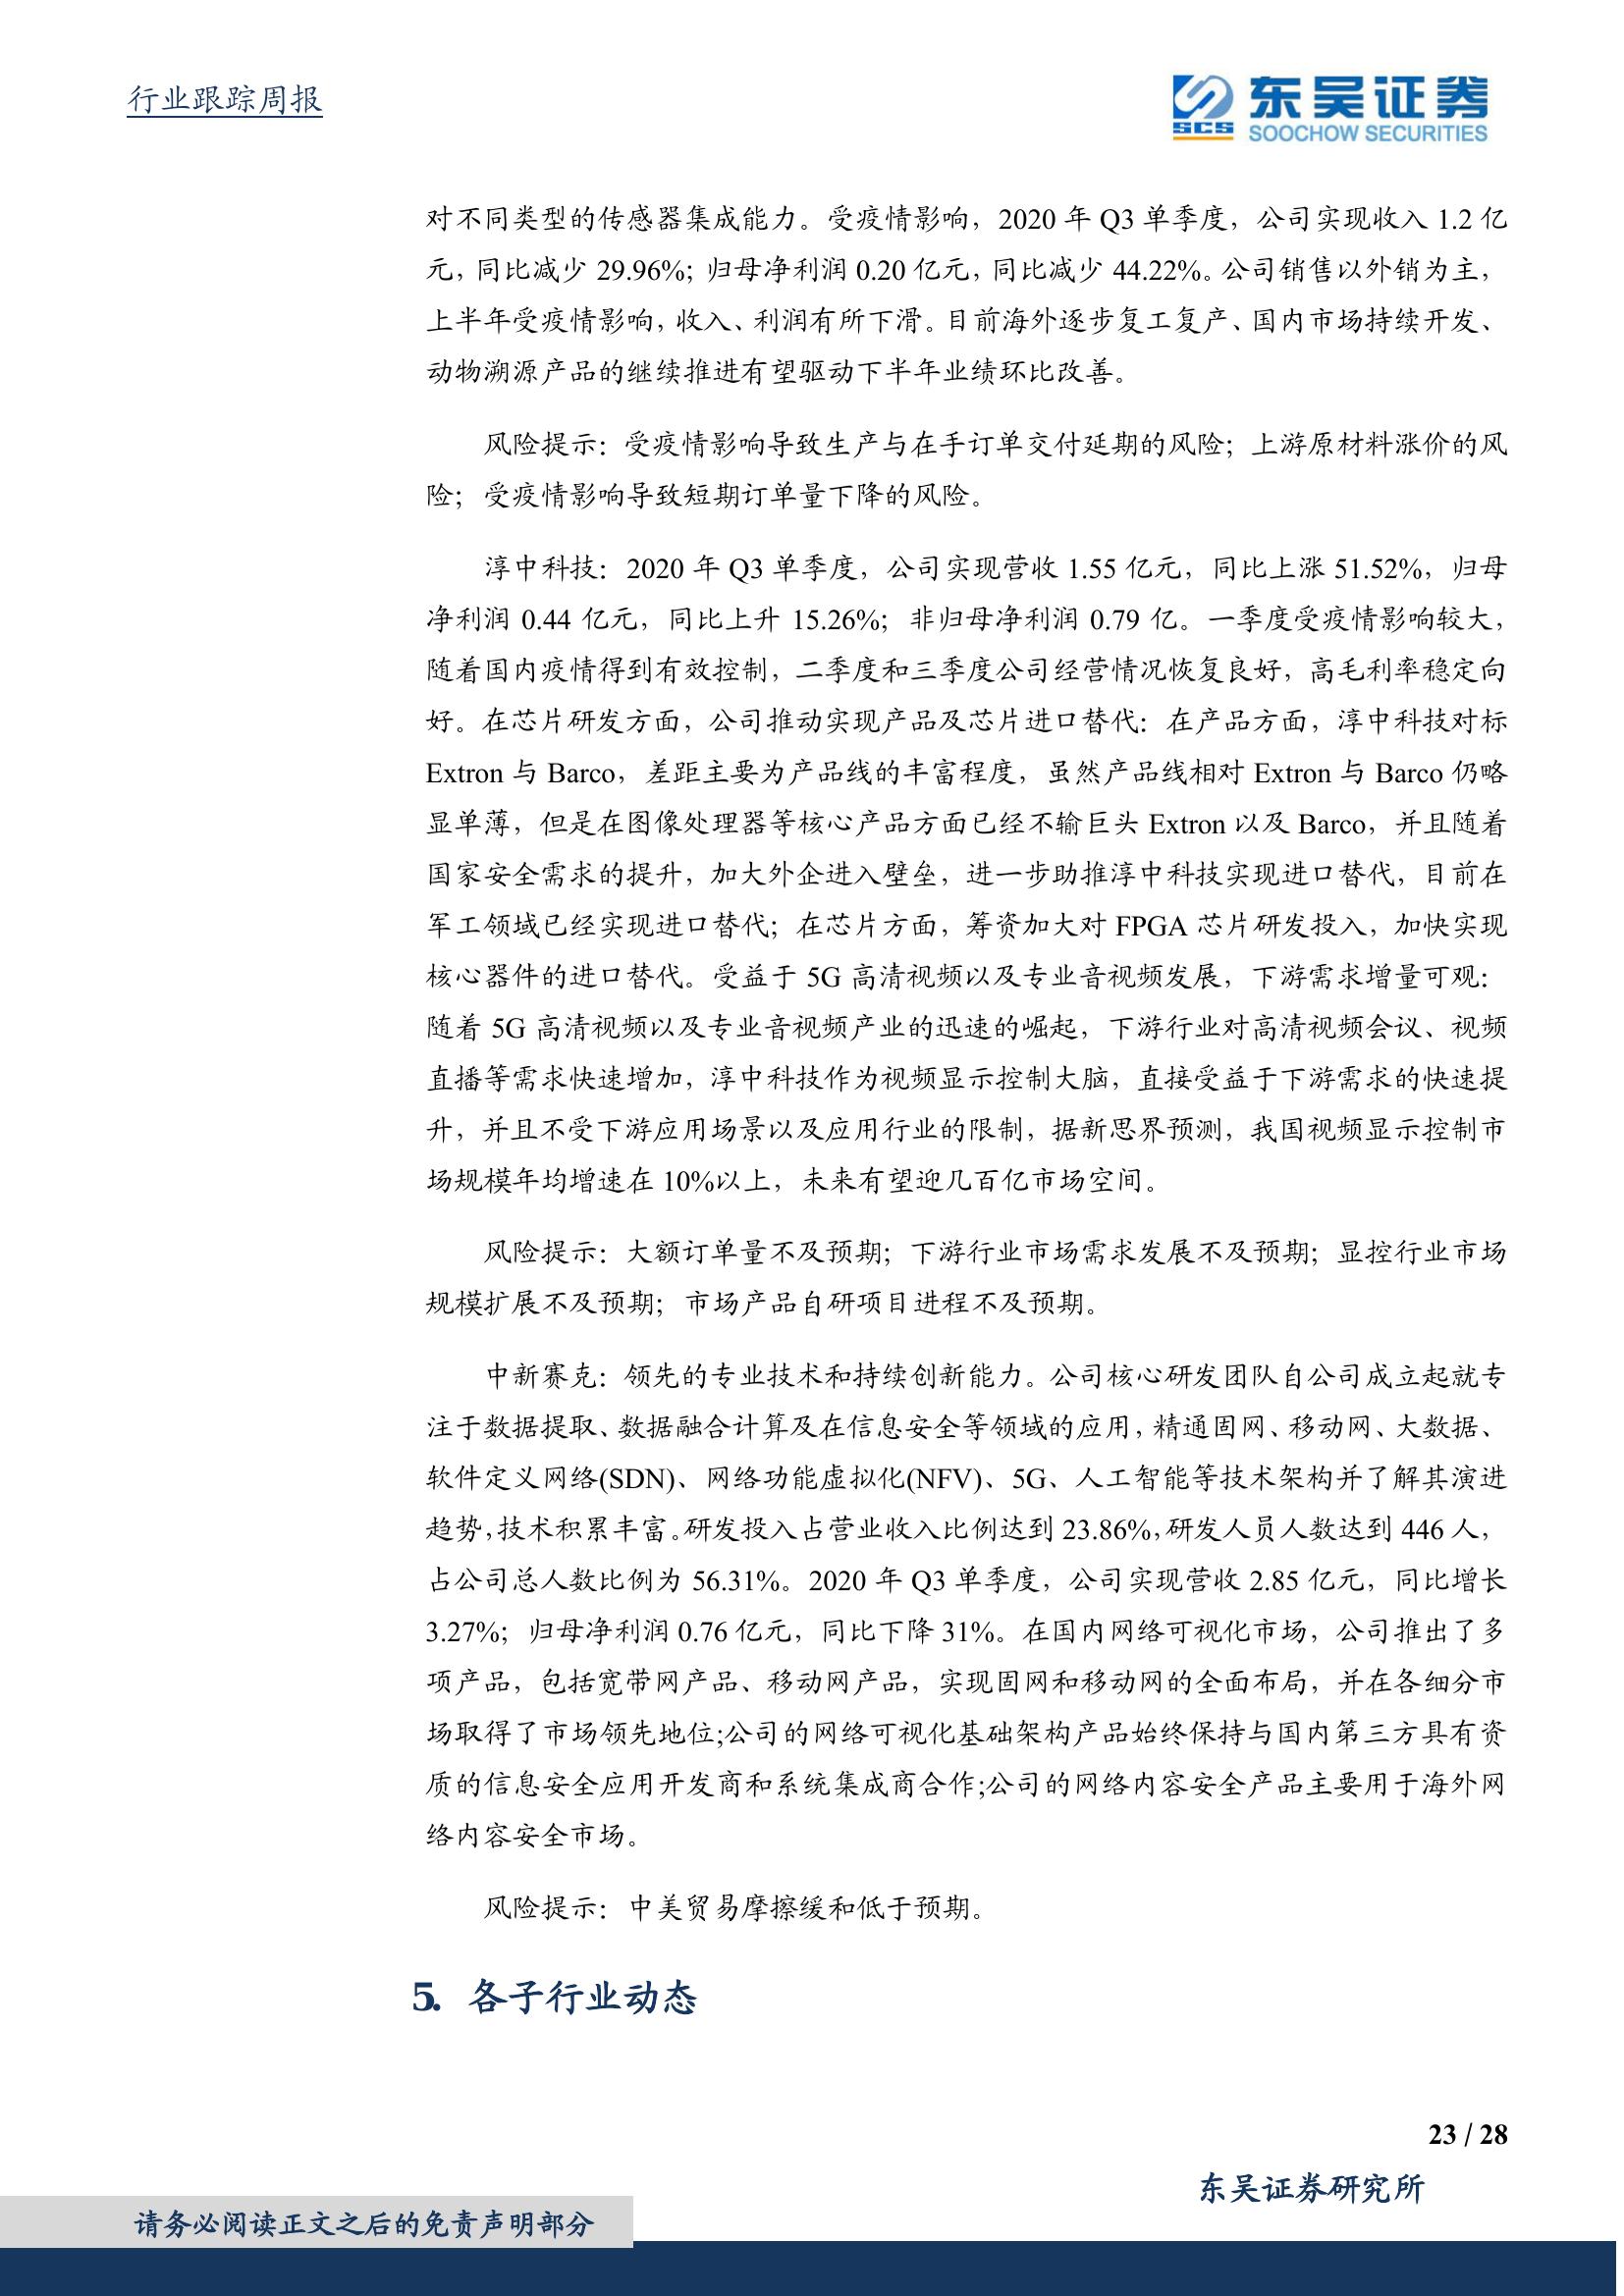 行业跟踪周报
SCS
东吴证券
SOOCHOW SECURITIES
对不同类型的传感器集成能力。受疫情影响，2020 年 Q3 单季度，公司实现收入 1.2 亿
元，同比减少 29.96%；归母净利润 0.20 亿元，同比减少 44.22%。公司销售以外销为主，
上半年受疫情影响，收入、利润有所下滑。目前海外逐步复工复产、国内市场持续开发、
动物溯源产品的继续推进有望驱动下半年业绩环比改善。
风险提示：受疫情影响导致生产与在手订单交付延期的风险；上游原材料涨价的风
险；受疫情影响导致短期订单量下降的风险。
淳中科技：2020 年 Q3 单季度，公司实现营收 1.55 亿元，同比上涨 51.52%，归母
净利润 0.44 亿元，同比上升 15.26%；非归母净利润 0.79 亿。一季度受疫情影响较大，
随着国内疫情得到有效控制，二季度和三季度公司经营情况恢复良好，高毛利率稳定向
好。在芯片研发方面，公司推动实现产品及芯片进口替代：在产品方面，淳中科技对标
Extron 与 Barco，差距主要为产品线的丰富程度，虽然产品线相对 Extron 与 Barco 仍略
显单薄，但是在图像处理器等核心产品方面已经不输巨头 Extron 以及 Barco，并且随着
国家安全需求的提升，加大外企进入壁垒，进一步助推淳中科技实现进口替代，目前在
军工领域已经实现进口替代；在芯片方面，筹资加大对 FPGA 芯片研发投入，加快实现
核心器件的进口替代。受益于 5G 高清视频以及专业音视频发展，下游需求增量可观：
随着 5G 高清视频以及专业音视频产业的迅速的崛起，下游行业对高清视频会议、视频
直播等需求快速增加，淳中科技作为视频显示控制大脑，直接受益于下游需求的快速提
升，并且不受下游应用场景以及应用行业的限制，据新思界预测，我国视频显示控制市
场规模年均增速在 10%以上，未来有望迎几百亿市场空间。
风险提示：大额订单量不及预期；下游行业市场需求发展不及预期；显控行业市场
规模扩展不及预期；市场产品自研项目进程不及预期。
中新赛克：领先的专业技术和持续创新能力。公司核心研发团队自公司成立起就专
注于数据提取、数据融合计算及在信息安全等领域的应用，精通固网、移动网、大数据、
软件定义网络(SDN)、网络功能虚拟化(NFV)、5G、人工智能等技术架构并了解其演进
趋势，技术积累丰富。研发投入占营业收入比例达到 23.86%，研发人员人数达到 446 人，
占公司总人数比例为 56.31%。2020 年 Q3 单季度，公司实现营收 2.85 亿元，同比增长
3.27%；归母净利润 0.76 亿元，同比下降 31%。在国内网络可视化市场，公司推出了多
项产品，包括宽带网产品、移动网产品，实现固网和移动网的全面布局，并在各细分市
场取得了市场领先地位;公司的网络可视化基础架构产品始终保持与国内第三方具有资
质的信息安全应用开发商和系统集成商合作;公司的网络内容安全产品主要用于海外网
络内容安全市场。
风险提示：中美贸易摩擦缓和低于预期。
5. 各子行业动态
23 / 28
东吴证券研究所
请务必阅读正文之后的免责声明部分